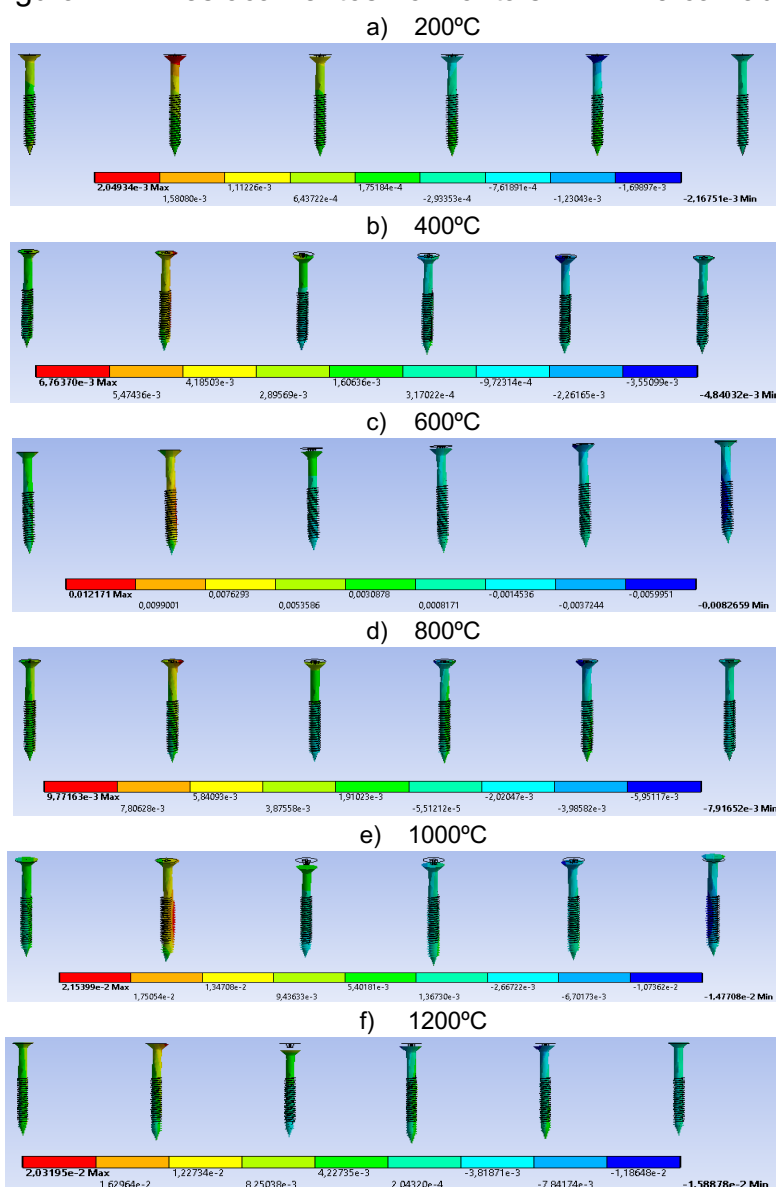 a) 200ºC
2,04934e-3 Max 1,11226e-3 1,75184e-4 -7,61891e-4 -1,69897e-3
1,58080e-3 6,43722e-4 -2,93353e-4 -1,23043e-3 -2,16751e-3 Min
b) 400ºC
6,76370e-3 Max 4,18503e-3 1,60636e-3 -9,72314e-4 -3,55099e-3
5,47436e-3 2,89569e-3 3,17022e-4 -2,26165e-3 -4,84032e-3 Min
c) 600ºC
0,012171 Max 0,0076293 0,0030878 -0,0014536 -0,0059951
0,0099001 0,0053586 0,0008171 -0,0037244 -0,0082659 Min
d) 800ºC
9,77163e-3 Max 5,84093e-3 1,91023e-3 -2,02047e-3 -5,95117e-3
7,80628e-3 3,87558e-3 -5,51212e-5 -3,98582e-3 -7,91652e-3 Min
e) 1000ºC
2,15399e-2 Max 1,34708e-2 5,40181e-3 -2,66722e-3 -1,07362e-2
1,75054e-2 9,43633e-3 1,36730e-3 -6,70173e-3 -1,47708e-2 Min
f) 1200ºC
2,03195e-2 Max 1,22734e-2 4,22735e-3 -3,81871e-3 -1,18648e-2
1,62964e-2 8,25038e-3 2,04320e-4 -7,84174e-3 -1,58878e-2 Min